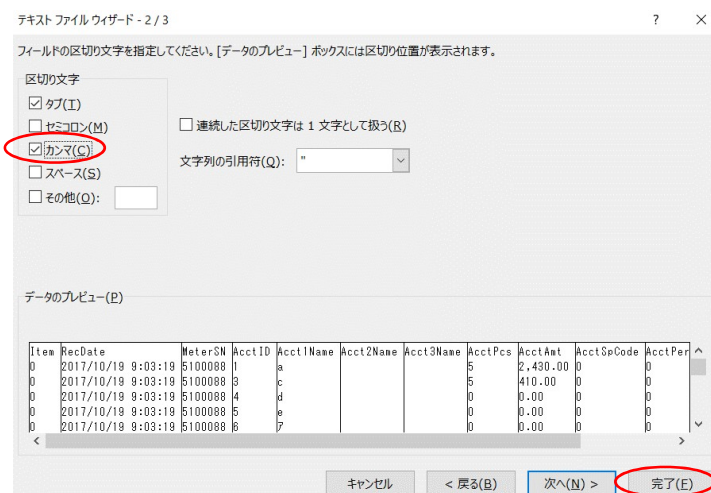 テキスト ファイル ウィザード - 2 / 3
フィールドの区切り文字を指定してください。[データのプレビュー] ボックスには区切り位置が表示されます。
区切り文字
タブ(T)
セミコロン(M)
カンマ(C)
スペース(S)
その他(O):
連続した区切り文字は 1 文字として扱う(R)
文字列の引用符(Q): "
データのプレビュー(P)
Item RecDate MeterSN AcctID Acct1Name Acct2Name Acct3Name AcctPcs AcctAmt AcctSpCode AcctPer
0 2017/10/19 9:03:19 5100088 1 a 5 2,430.00 0 0
0 2017/10/19 9:03:19 5100088 3 c 5 410.00 0 0
0 2017/10/19 9:03:19 5100088 4 d 0 0.00 0 0
0 2017/10/19 9:03:19 5100088 5 e 0 0.00 0 0
0 2017/10/19 9:03:19 5100088 6 ｱ 0 0.00 0 0
キャンセル < 戻る(B) 次へ(N) > 完了(F)